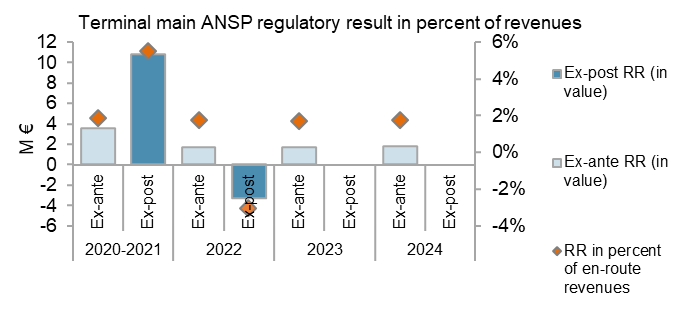 Terminal main ANSP regulatory result in percent of revenues
M €
12
10
8
6
4
2
0
-2
-4
-6
6%
4%
2%
0%
-2%
-4%
Ex-ante
Ex-post
Ex-ante
Ex-post
Ex-ante
Ex-post
Ex-ante
Ex-post
2020-2021
2022
2023
2024
Ex-post RR (in
value)
Ex-ante RR (in
value)
RR in percent
of en-route
revenues